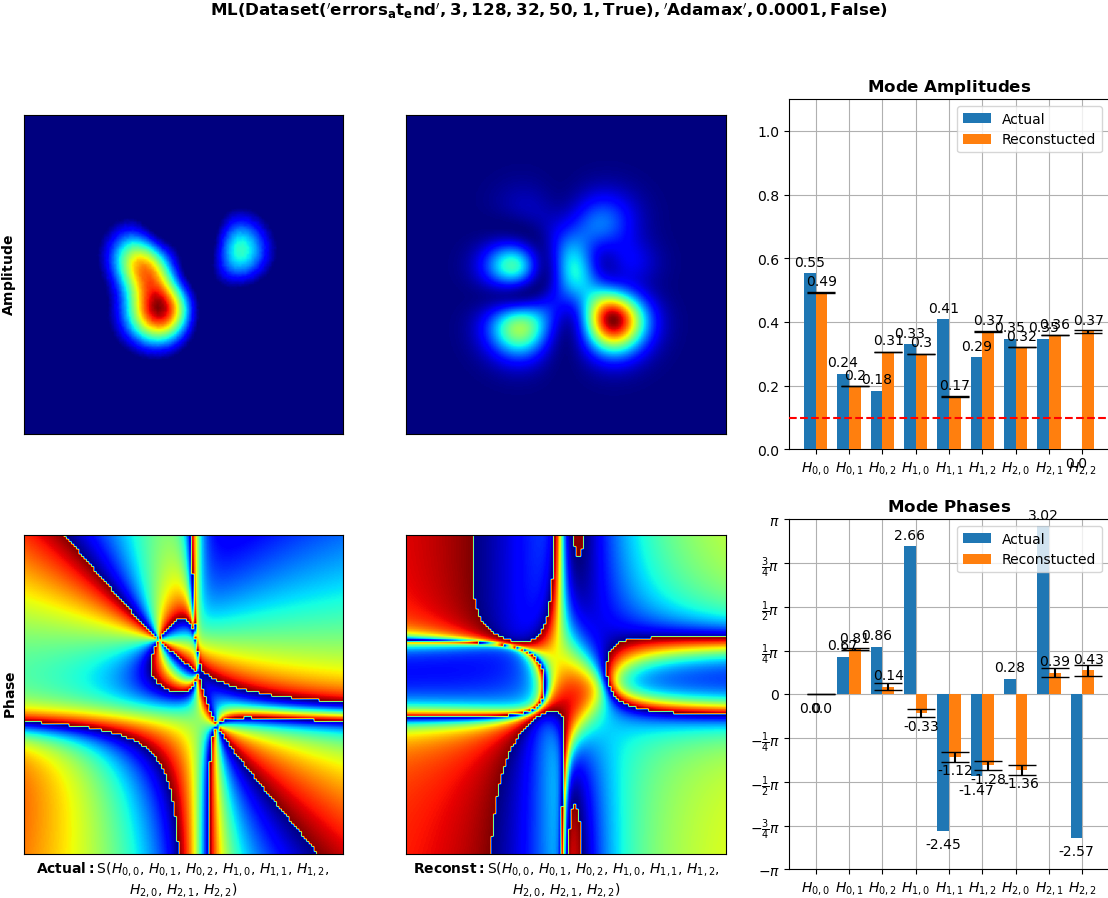 ML(Dataset('errors_at_end', 3, 128, 32, 50, 1, True), 'Adamax', 0.0001, False)
Amplitude
Mode Amplitudes
Actual
Reconstucted
1.0
0.8
0.6
0.4
0.2
0.0
0.55
0.49
0.24
0.2
0.18
0.31
0.33
0.3
0.41
0.17
0.29
0.37
0.35
0.32
0.35
0.36
0.0
0.37
H0,0 H0,1 H0,2 H1,0 H1,1 H1,2 H2,0 H2,1 H2,2
Phase
Mode Phases
Actual
Reconstucted
π
3/4π
1/2π
1/4π
0
−1/4π
−1/2π
−3/4π
−π
0.0
0.0
0.67
0.81
0.86
0.14
2.66
-0.33
-2.45
-1.12
-1.47
-1.28
0.28
-1.36
3.02
0.39
-2.57
0.43
H0,0 H0,1 H0,2 H1,0 H1,1 H1,2 H2,0 H2,1 H2,2
Actual: S(H0,0, H0,1, H0,2, H1,0, H1,1, H1,2,
H2,0, H2,1, H2,2)
Reconst: S(H0,0, H0,1, H0,2, H1,0, H1,1, H1,2,
H2,0, H2,1, H2,2)